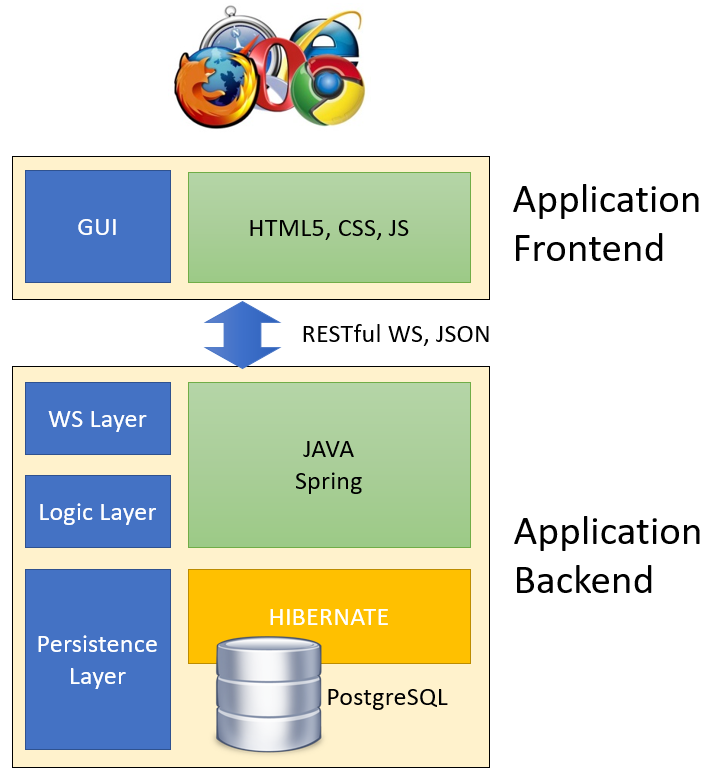 GUI
HTML5, CSS, JS
Application
Frontend
RESTful WS, JSON
WS Layer
JAVA
Spring
Logic Layer
Application
Backend
HIBERNATE
Persistence
Layer
PostgreSQL